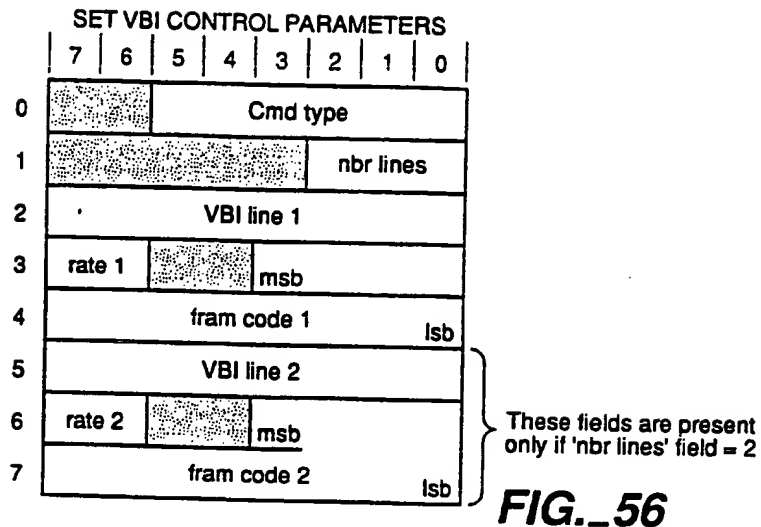 SET VBI CONTROL PARAMETERS
7 6 5 4 3 2 1 0
0 Cmd type
1 nbr lines
2 VBI line 1
3 rate 1 msb
4 fram code 1 lsb
5 VBI line 2
6 rate 2 msb
7 fram code 2 lsb
These fields are present
only if 'nbr lines' field = 2
FIG._56